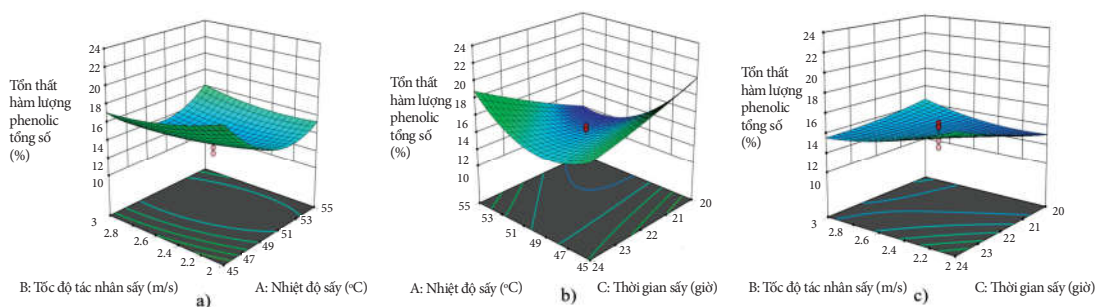 Tổn thất
hàm lượng
phenolic
tổng số
(%)
24
22
20
18
16
14
12
10
3
2.8
2.6
2.4
2.2
2
45
47
49
51
53
55
B: Tốc độ tác nhân sấy (m/s)
A: Nhiệt độ sấy (°C)
a)
Tổn thất
hàm lượng
phenolic
tổng số
(%)
24
22
20
18
16
14
12
10
55
53
51
49
47
45
24
23
22
21
20
A: Nhiệt độ sấy (°C)
C: Thời gian sấy (giờ)
b)
Tổn thất
hàm lượng
phenolic
tổng số
(%)
24
22
20
18
16
14
12
10
3
2.8
2.6
2.4
2.2
2
24
23
22
21
20
B: Tốc độ tác nhân sấy (m/s)
C: Thời gian sấy (giờ)
c)